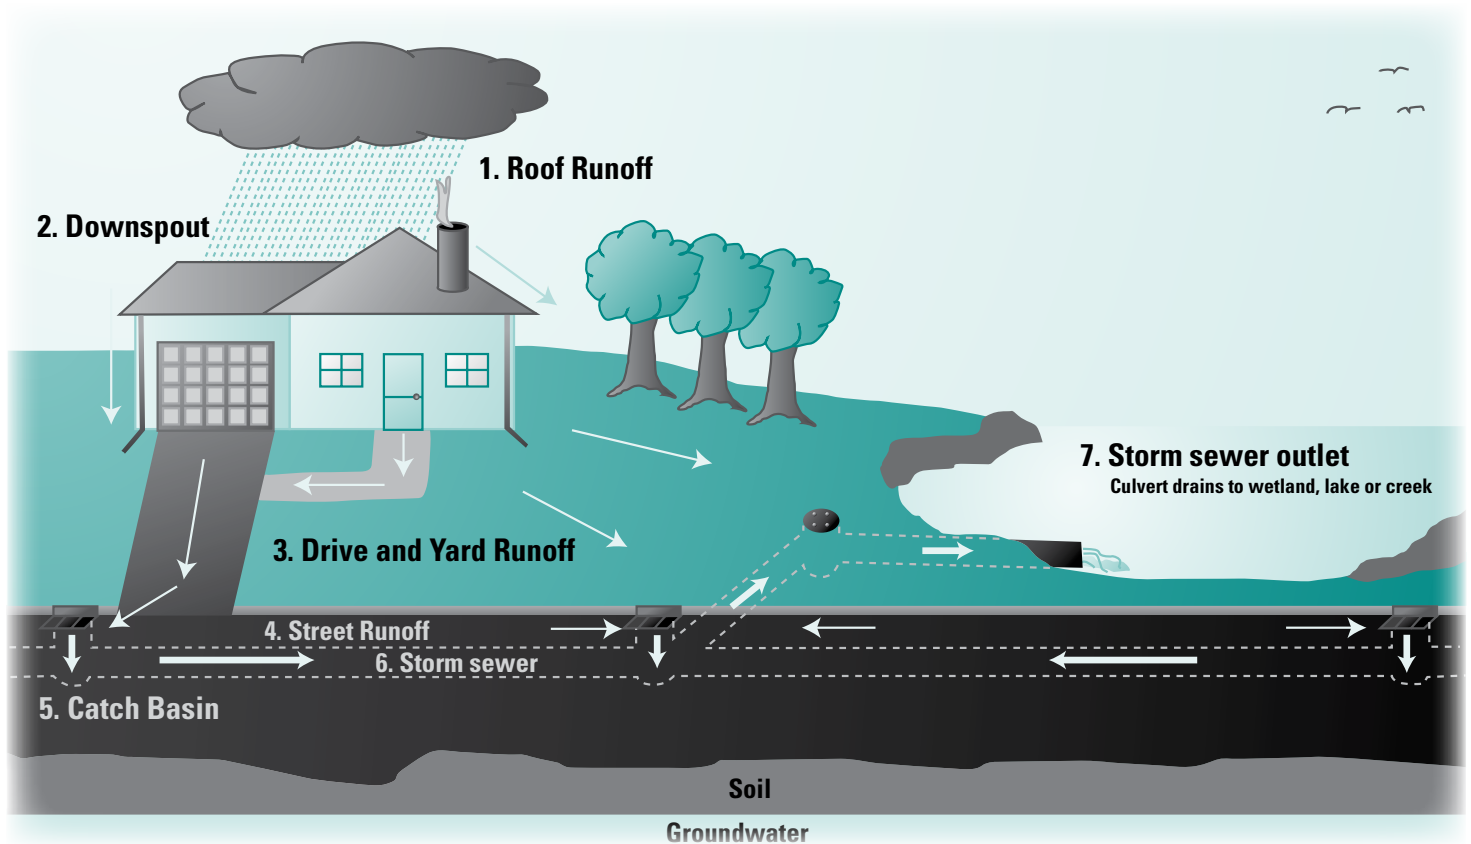 1. Roof Runoff
2. Downspout
7. Storm sewer outlet
Culvert drains to wetland, lake or creek
3. Drive and Yard Runoff
4. Street Runoff
6. Storm sewer
5. Catch Basin
Soil
Groundwater